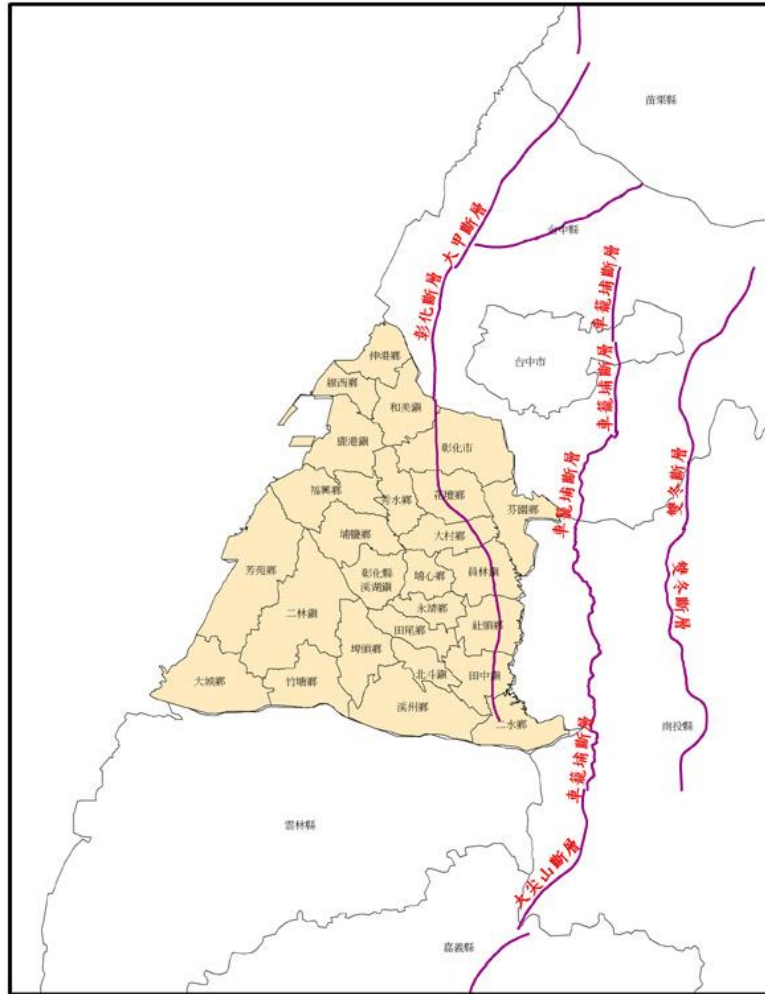 苗栗縣
大甲斷層
台中縣
彰化斷層
車籠埔斷層
伸港鄉
台中市
車籠埔斷層
線西鄉
和美鎮
鹿港鎮
彰化市
雙冬斷層
車籠埔斷層
福興鄉
秀水鄉
花壇鄉
芬園鄉
埔鹽鄉
大村鄉
芳苑鄉
彰化縣
溪湖鎮
埔心鄉
員林鎮
雙冬斷層
二林鎮
永靖鄉
社頭鄉
田尾鄉
埤頭鄉
大城鄉
竹塘鄉
北斗鎮
田中鎮
溪州鄉
二水鄉
南投縣
車籠埔斷層
雲林縣
大尖山斷層
嘉義縣